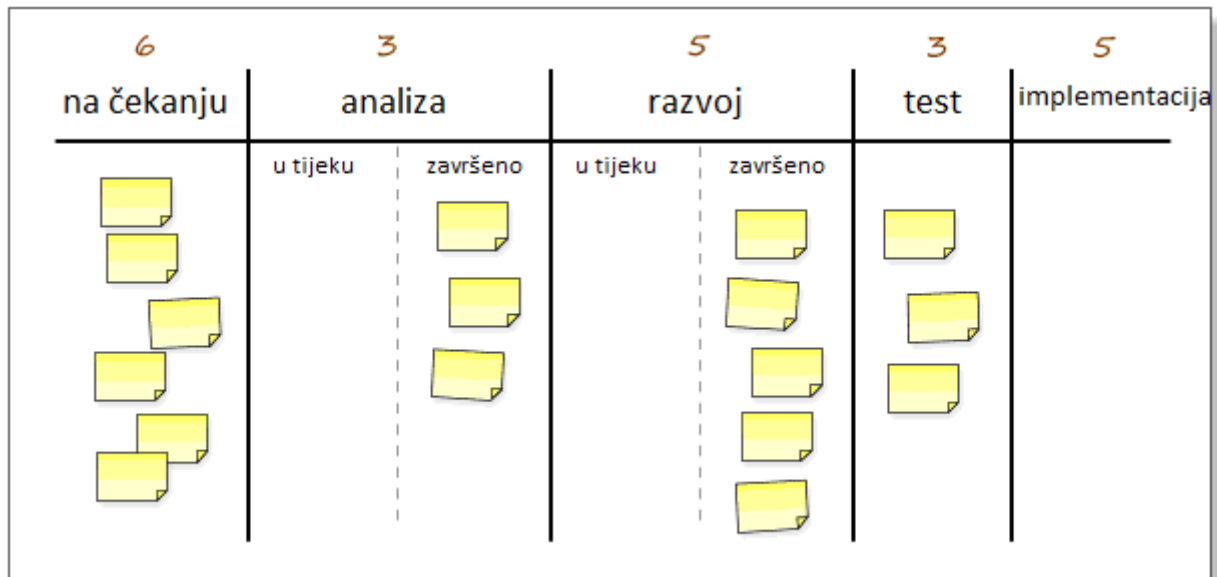 6 3 5 3 5
na čekanju analiza razvoj test implementacija
u tijeku završeno u tijeku završeno